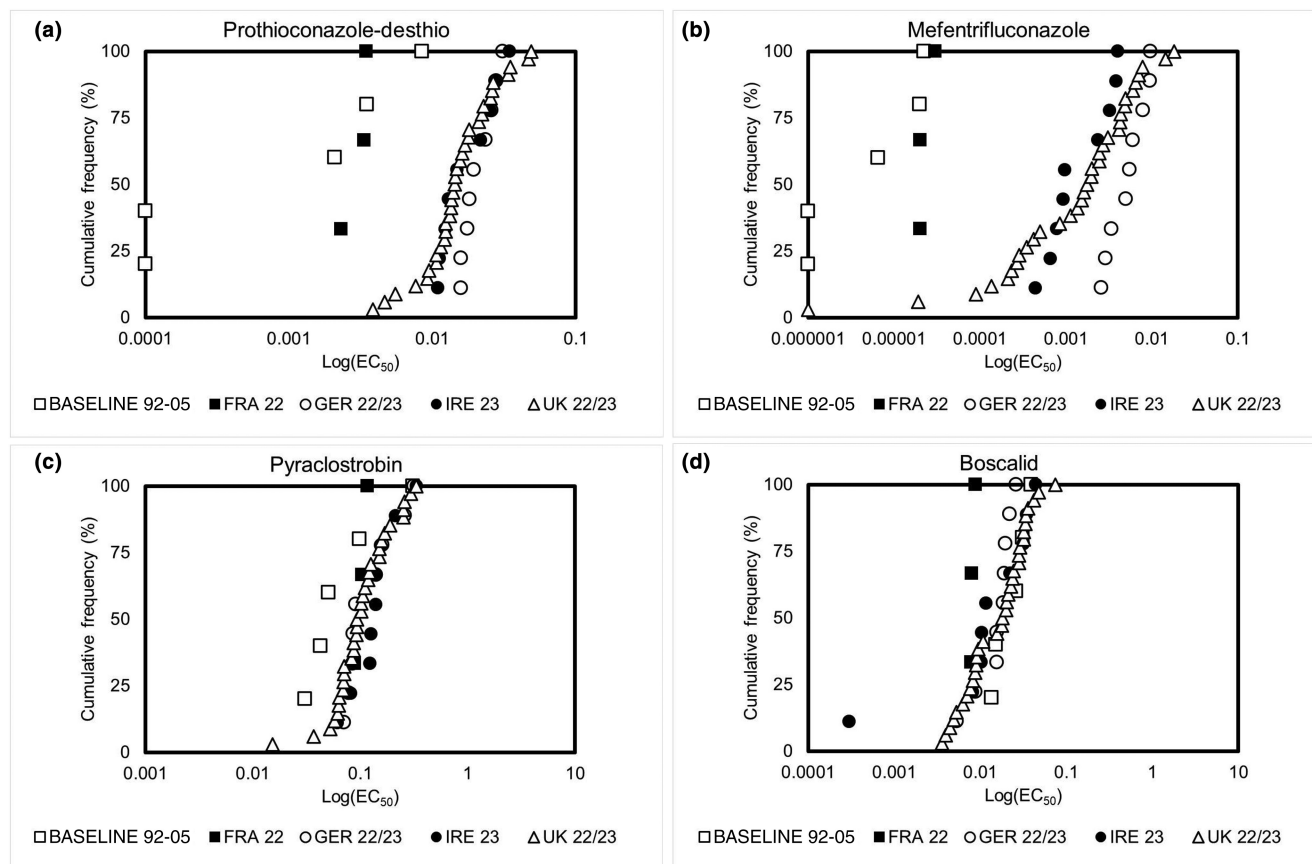 (a)
Prothioconazole-desthio
100
75
50
25
0
Cumulative frequency (%)
0.0001 0.001 0.01 0.1
Log(EC50)
BASELINE 92-05 FRA 22 GER 22/23 IRE 23 UK 22/23
(b)
Mefentrifluconazole
100
75
50
25
0
Cumulative frequency (%)
0.000001 0.00001 0.0001 0.001 0.01 0.1
Log(EC50)
BASELINE 92-05 FRA 22 GER 22/23 IRE 23 UK 22/23
(c)
Pyraclostrobin
100
75
50
25
0
Cumulative frequency (%)
0.001 0.01 0.1 1 10
Log(EC50)
BASELINE 92-05 FRA 22 GER 22/23 IRE 23 UK 22/23
(d)
Boscalid
100
75
50
25
0
Cumulative frequency (%)
0.0001 0.001 0.01 0.1 1 10
Log(EC50)
BASELINE 92-05 FRA 22 GER 22/23 IRE 23 UK 22/23